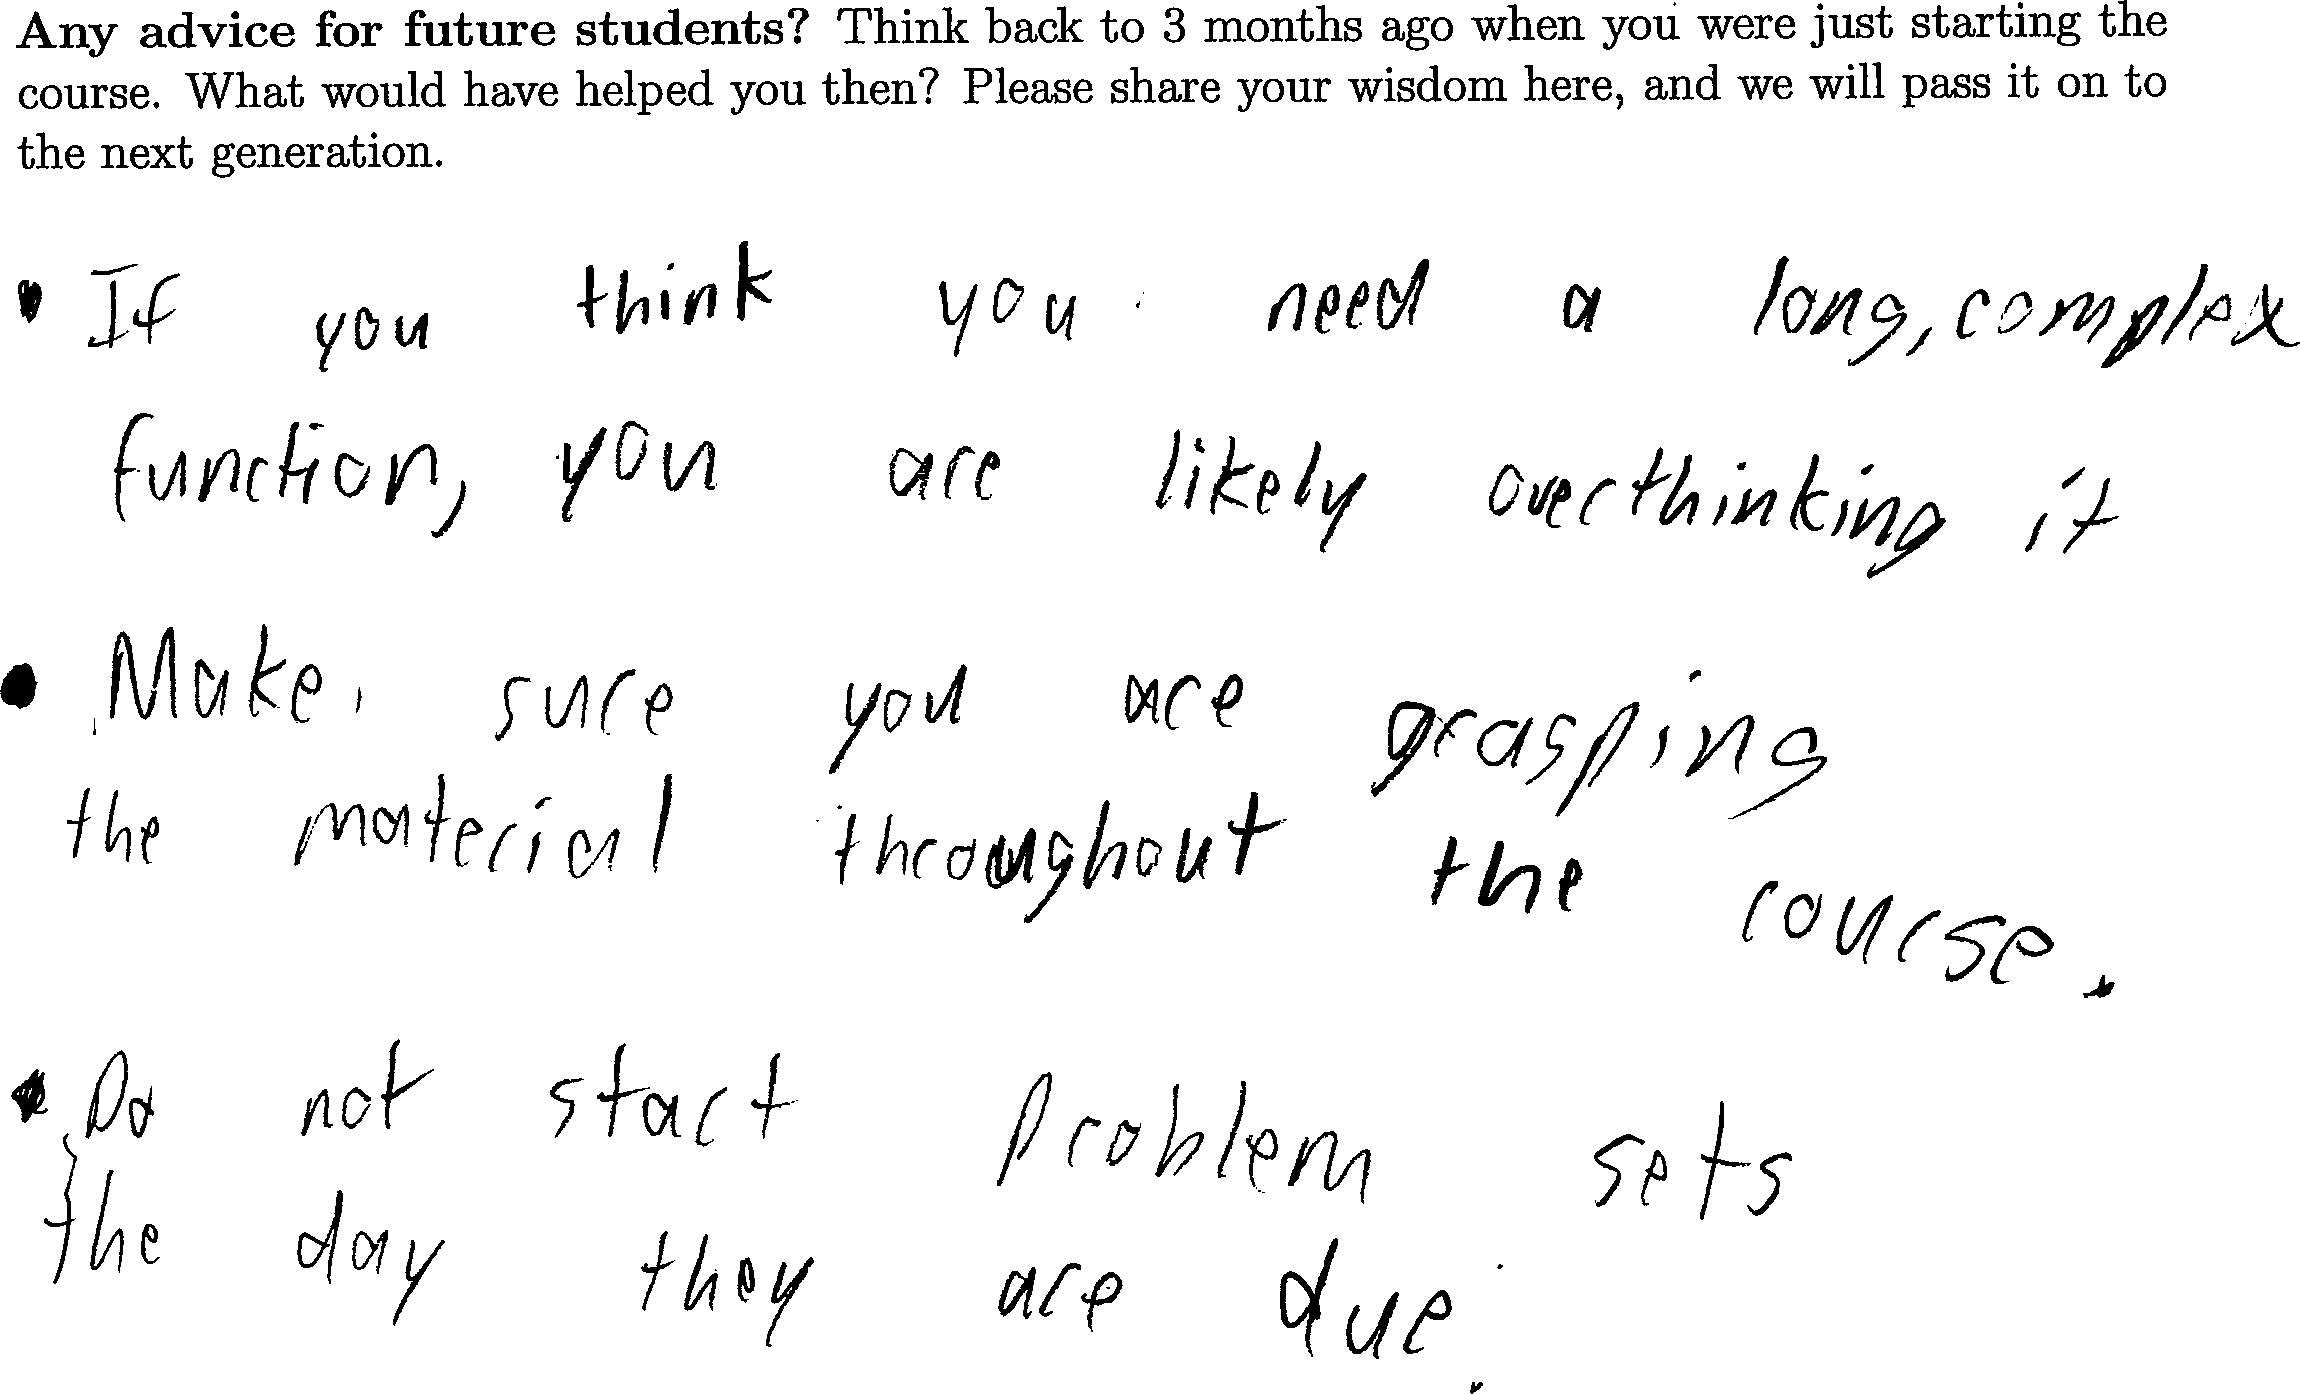 Any advice for future students? Think back to 3 months ago when you were just starting the
course. What would have helped you then? Please share your wisdom here, and we will pass it on to
the next generation.
• If you think you need a long, complex
function, you are likely overthinking it
• Make sure you are grasping
the material throughout the course.
• Do not start problem sets
the day they are due.